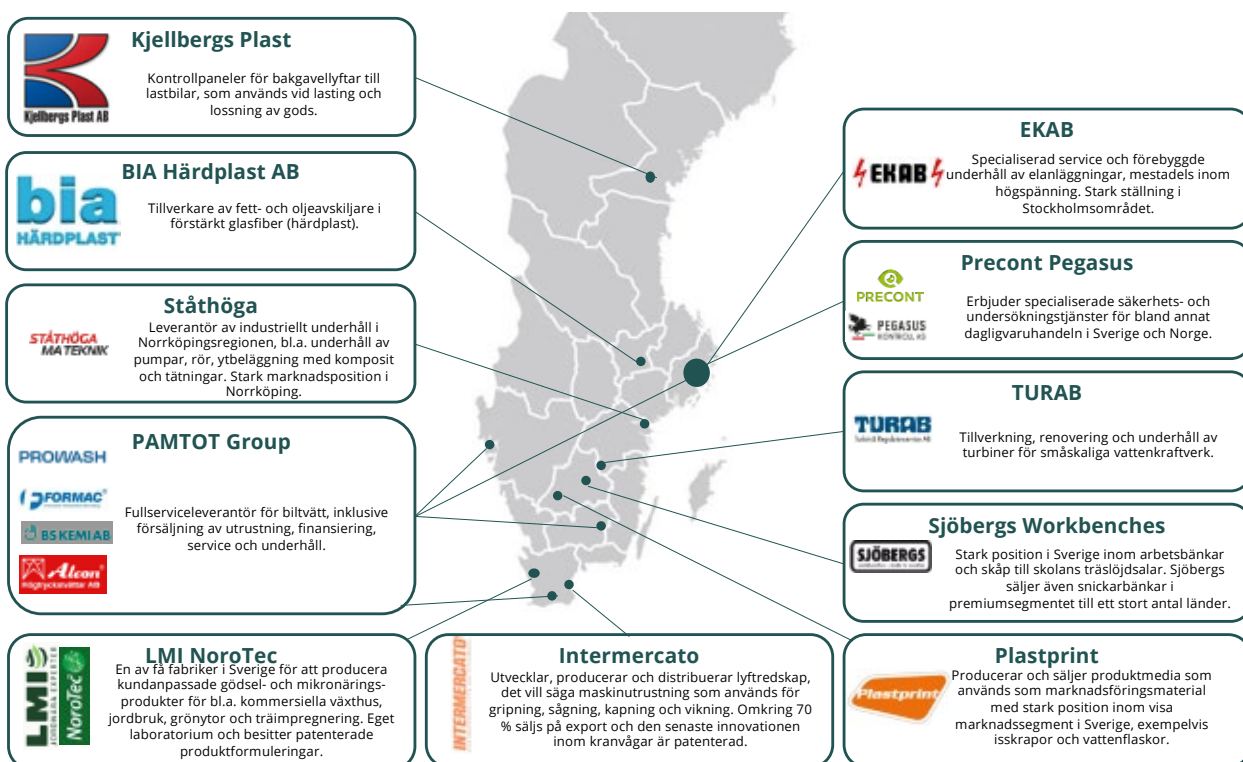 Kjellbergs Plast
Kontrollpaneler för bakgavellyftar till
lastbilar, som används vid lasting och
lossning av gods.
Kjellbergs Plast AB
BIA Härdplast AB
bia
HÄRDPLAST
Tillverkare av fett- och oljeavskiljare i
förstärkt glasfiber (härdplast).
Ståthöga
STÅTHÖGA
MA TEKNIK
Leverantör av industriellt underhåll i
Norrköpingsregionen, bl.a. underhåll av
pumpar, rör, ytbeläggning med komposit
och tätningar. Stark marknadsposition i
Norrköping.
PAMTOT Group
PROWASH
FORMAC
BS KEMI AB
Alcon
högtryckstvättar AB
Fullserviceleverantör för biltvätt, inklusive
försäljning av utrustning, finansiering,
service och underhåll.
LMI NoroTec
LMI
JORDNÄRA EXPERTER
NoroTec
En av få fabriker i Sverige för att producera
kundanpassade gödsel- och mikronärings-
produkter för bl.a. kommersiella växthus,
jordbruk, grönytor och träimpregnering. Eget
laboratorium och besitter patenterade
produktformuleringar.
Intermercato
INTERMERCATO
Utvecklar, producerar och distribuerar lyftredskap,
det vill säga maskinutrustning som används för
gripning, sågning, kapning och vikning. Omkring 70
% säljs på export och den senaste innovationen
inom kranvågar är patenterad.
EKAB
EKAB
Specialiserad service och förebyggde
underhåll av elanläggningar, mestadels inom
högspänning. Stark ställning i
Stockholmsområdet.
Precont Pegasus
PRECONT
PEGASUS
KONTROLL AS
Erbjuder specialiserade säkerhets- och
undersökningstjänster för bland annat
dagligvaruhandeln i Sverige och Norge.
TURAB
TURAB
Tillverkning, renovering och underhåll av
turbiner för småskaliga vattenkraftverk.
Sjöbergs Workbenches
SJÖBERGS
Stark position i Sverige inom arbetsbänkar
och skåp till skolans träslöjdsalar. Sjöbergs
säljer även snickarbänkar i
premiumsegmentet till ett stort antal länder.
Plastprint
Plastprint
Producerar och säljer produktmedia som
används som marknadsföringsmaterial
med stark position inom visa
marknadssegment i Sverige, exempelvis
isskrapor och vattenflaskor.